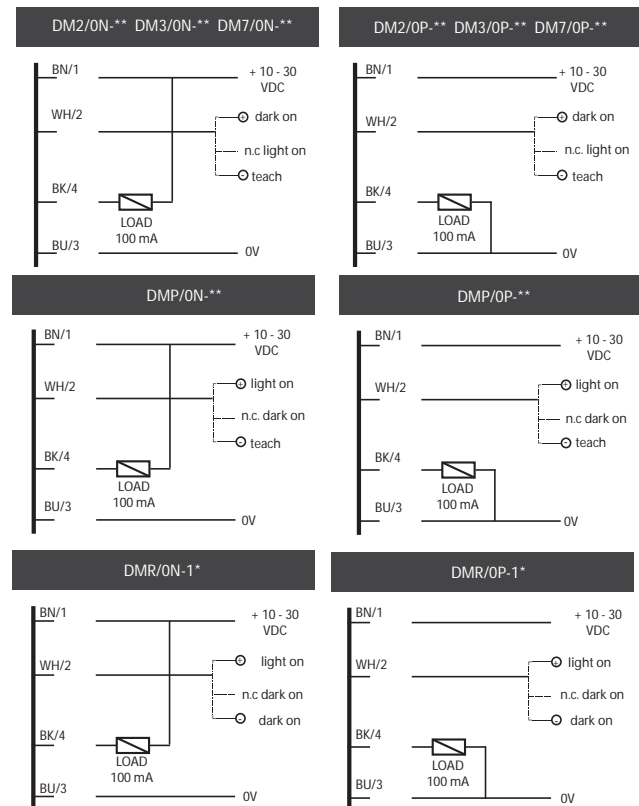 DM2/0N-** DM3/0N-** DM7/0N-**
BN/1
+ 10 - 30
VDC
WH/2
+ dark on
n.c light on
- teach
BK/4
LOAD
100 mA
BU/3
0V
DM2/0P-** DM3/0P-** DM7/0P-**
BN/1
+ 10 - 30
VDC
WH/2
+ dark on
n.c. light on
- teach
BK/4
LOAD
100 mA
BU/3
0V
DMP/0N-**
BN/1
+ 10 - 30
VDC
WH/2
+ light on
n.c. dark on
- teach
BK/4
LOAD
100 mA
BU/3
0V
DMP/0P-**
BN/1
+ 10 - 30
VDC
WH/2
+ light on
n.c dark on
- teach
BK/4
LOAD
100 mA
BU/3
0V
DMR/0N-1*
BN/1
+ 10 - 30
VDC
WH/2
+ light on
n.c dark on
- dark on
BK/4
LOAD
100 mA
BU/3
0V
DMR/0P-1*
BN/1
+ 10 - 30
VDC
WH/2
+ light on
n.c. dark on
- dark on
BK/4
LOAD
100 mA
BU/3
0V